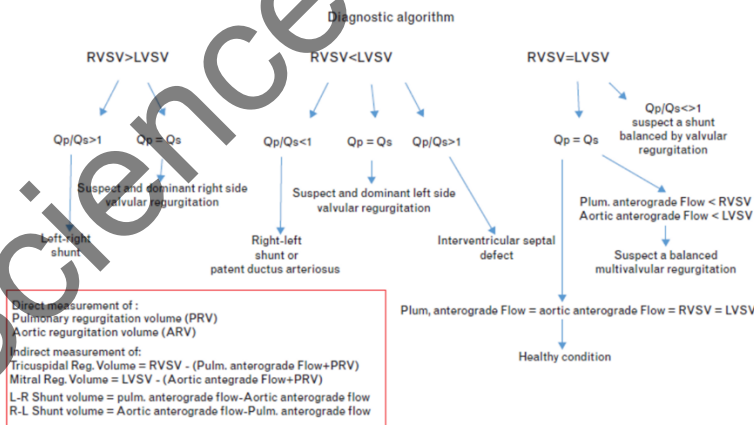 Diagnostic algorithm
RVSV>LVSV
RVSV<LVSV
RVSV=LVSV
Qp/Qs>1
Qp = Qs
Qp/Qs<1
Qp = Qs
Qp/Qs>1
Qp = Qs
Qp/Qs<>1
suspect a shunt
balanced by valvular
regurgitation
Suspect and dominant right side
valvular regurgitation
Suspect and dominant left side
valvular regurgitation
Plum. anterograde Flow < RVSV
Aortic anterograde Flow < LVSV
Left-right
shunt
Right-left
shunt or
patent ductus arteriosus
Interventricular septal
defect
Suspect a balanced
multivalvular regurgitation
Plum, anterograde Flow = aortic anterograde Flow = RVSV = LVSV
Healthy condition
Direct measurement of :
Pulmonary regurgitation volume (PRV)
Aortic regurgitation volume (ARV)
Indirect measurement of:
Tricuspidal Reg. Volume = RVSV - (Pulm. anterograde Flow+PRV)
Mitral Reg. Volume = LVSV - (Aortic antegrade Flow+PRV)
L-R Shunt volume = pulm. anterograde flow-Aortic anterograde flow
R-L Shunt volume = Aortic anterograde flow-Pulm. anterograde flow
Science